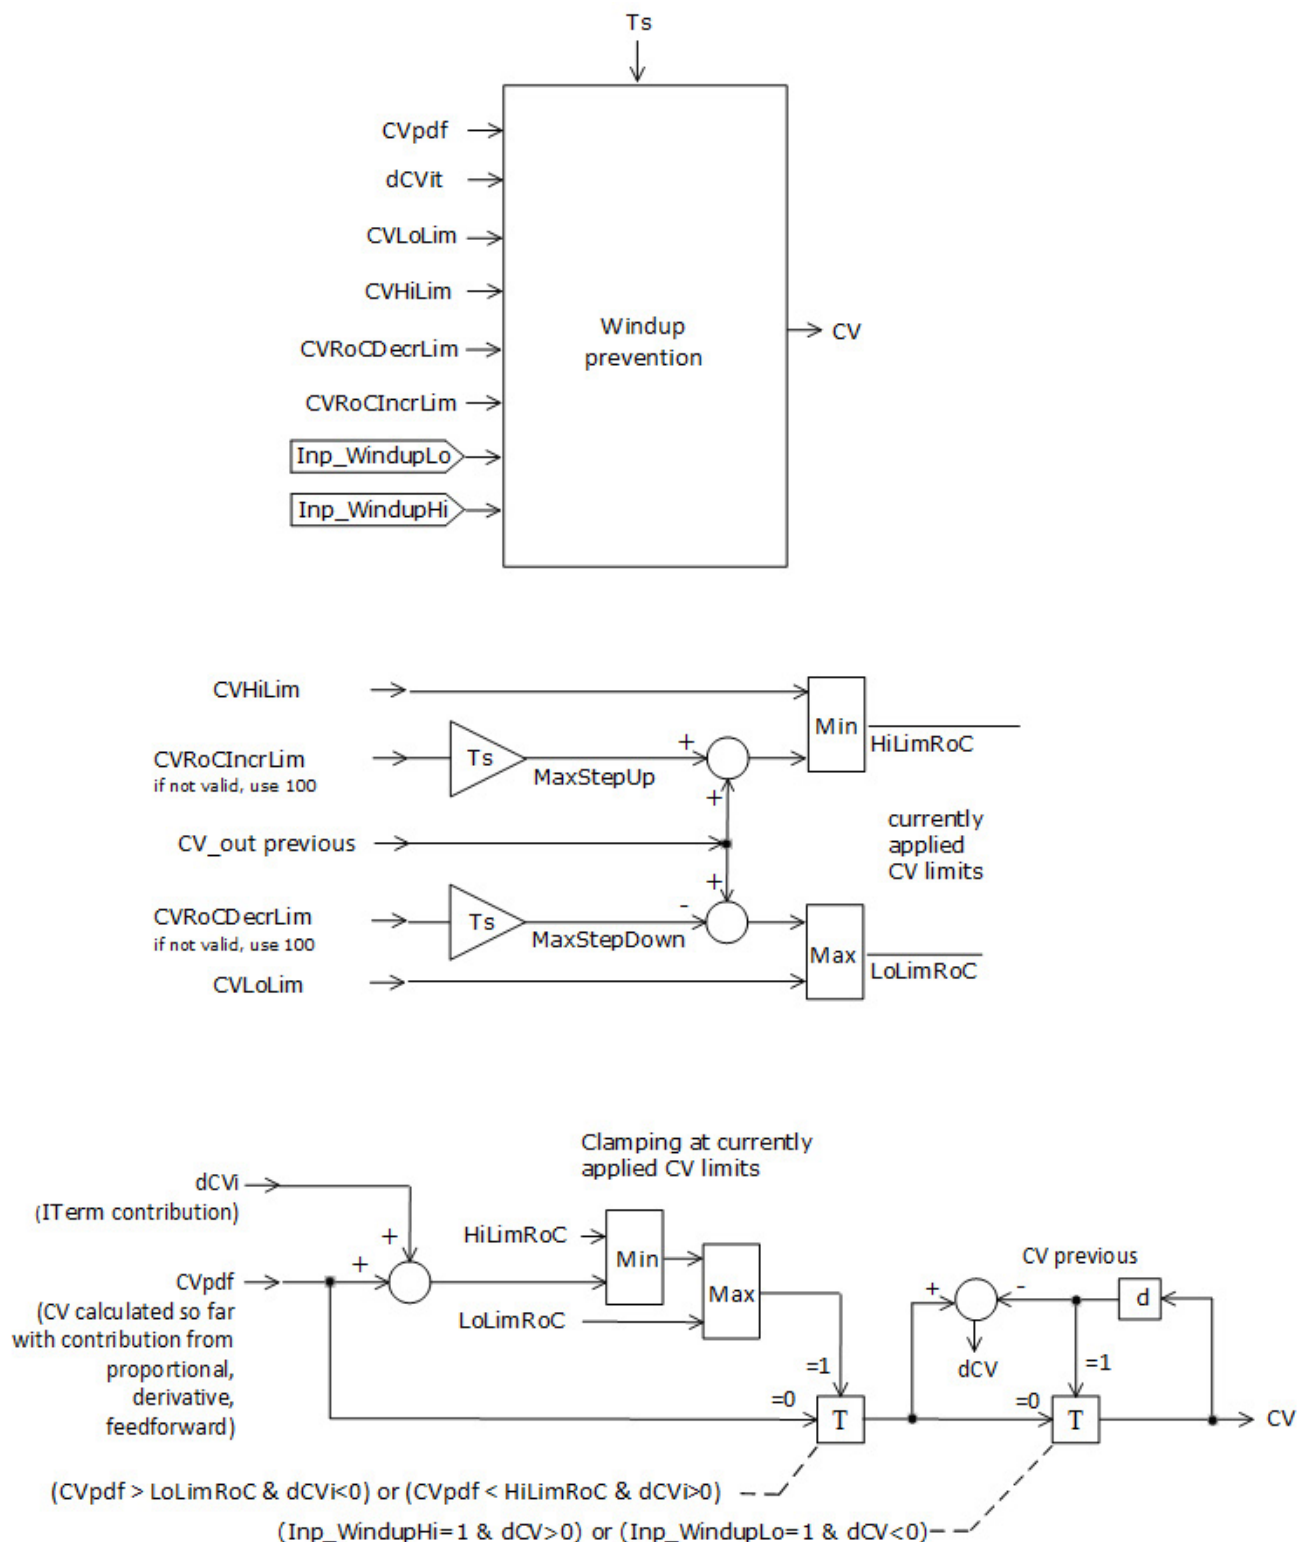 Ts
CVpdf
dCVit
CVLoLim
CVHiLim
CVRoCDecrLim
CVRoCIncrLim
Inp_WindupLo
Inp_WindupHi
Windup
prevention
CV
CVHiLim
CVRoCIncrLim
if not valid, use 100
Ts
MaxStepUp
+
+
Min
HiLimRoC
CV_out previous
currently
applied
CV limits
CVRoCDecrLim
if not valid, use 100
Ts
MaxStepDown
-
+
Max
LoLimRoC
CVLoLim
Clamping at currently
applied CV limits
dCVi
(ITerm contribution)
+
+
CVpdf
(CV calculated so far
with contribution from
proportional,
derivative,
feedforward)
HiLimRoC
Min
LoLimRoC
Max
=1
=0
T
CV previous
+
-
d
dCV
=1
=0
T
CV
(CVpdf > LoLimRoC & dCVi<0) or (CVpdf < HiLimRoC & dCVi>0)
(Inp_WindupHi=1 & dCV>0) or (Inp_WindupLo=1 & dCV<0)